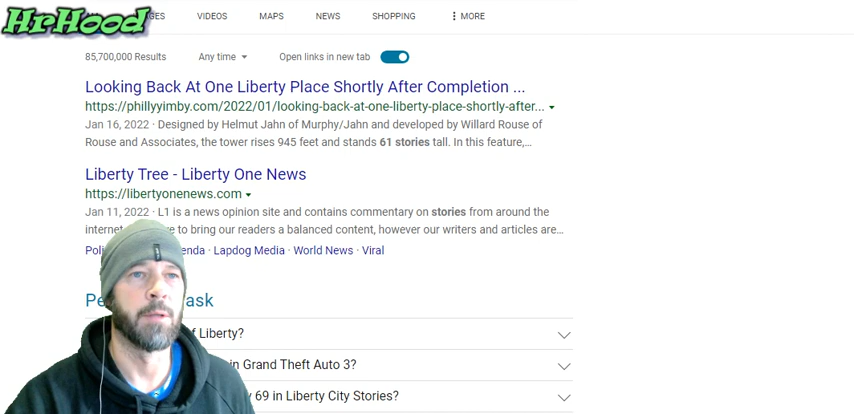 HrHood
GES VIDEOS MAPS NEWS SHOPPING MORE
85,700,000 Results Any time Open links in new tab
Looking Back At One Liberty Place Shortly After Completion ...
https://phillyyimby.com/2022/01/looking-back-at-one-liberty-place-shortly-after...
Jan 16, 2022 · Designed by Helmut Jahn of Murphy/Jahn and developed by Willard Rouse of
Rouse and Associates, the tower rises 945 feet and stands 61 stories tall. In this feature,...
Liberty Tree - Liberty One News
https://libertyonenews.com
Jan 11, 2022 · L1 is a news opinion site and contains commentary on stories from around the
to bring our readers a balanced content, however our writers and articles are...
enda · Lapdog Media · World News · Viral
Pe ask
f Liberty?
in Grand Theft Auto 3?
69 in Liberty City Stories?